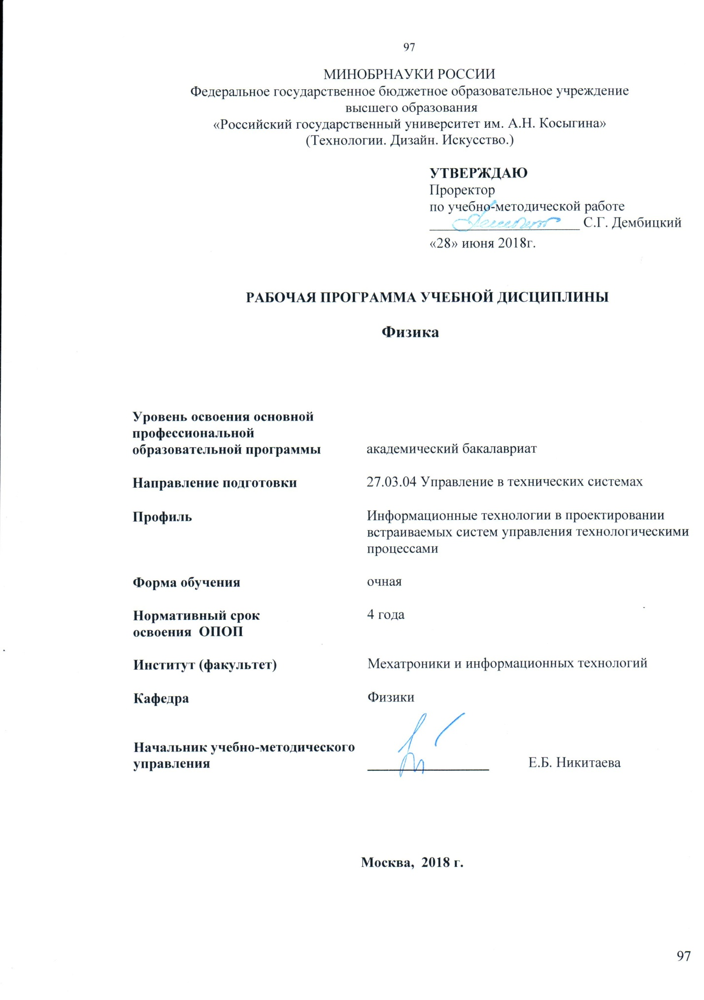 97
МИНОБРНАУКИ РОССИИ
Федеральное государственное бюджетное образовательное учреждение
высшего образования
«Российский государственный университет им. А.Н. Косыгина»
(Технологии. Дизайн. Искусство.)
УТВЕРЖДАЮ
Проректор
по учебно-методической работе
С.Г. Дембицкий
«28» июня 2018г.
РАБОЧАЯ ПРОГРАММА УЧЕБНОЙ ДИСЦИПЛИНЫ
Физика
Уровень освоения основной
профессиональной
образовательной программы академический бакалавриат
Направление подготовки 27.03.04 Управление в технических системах
Профиль Информационные технологии в проектировании
встраиваемых систем управления технологическими
процессами
Форма обучения очная
Нормативный срок 4 года
освоения  ОПОП
Институт (факультет) Мехатроники и информационных технологий
Кафедра Физики
Начальник учебно-методического
управления Е.Б. Никитаева
Москва,  2018 г.
97